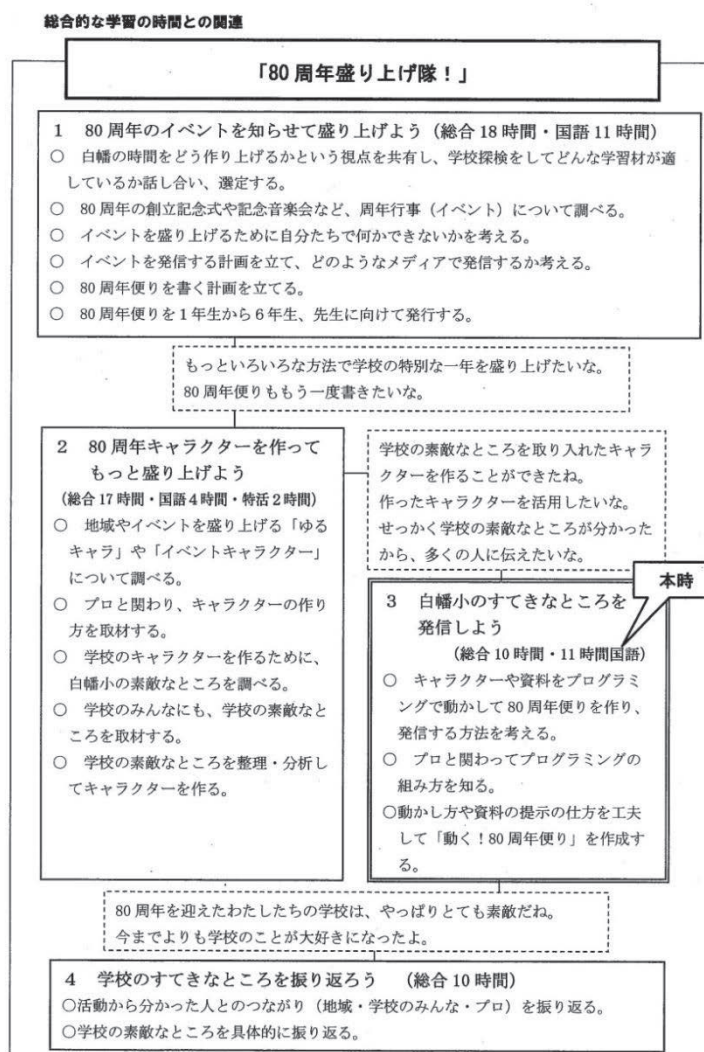 総合的な学習の時間との関連
「80周年盛り上げ隊!」
1 80周年のイベントを知らせて盛り上げよう(総合18時間・国語11時間)
○ 白幡の時間をどう作り上げるかという視点を共有し、学校探検をしてどんな学習材が適
しているか話し合い、選定する。
○ 80周年の創立記念式や記念音楽会など、周年行事(イベント)について調べる。
○ イベントを盛り上げるために自分たちで何かできないかを考える。
○ イベントを発信する計画を立て、どのようなメディアで発信するか考える。
○ 80周年便りを書く計画を立てる。
○ 80周年便りを1年生から6年生、先生に向けて発行する。
もっといろいろな方法で学校の特別な一年を盛り上げたいな。
80周年便りももう一度書きたいな。
2 80周年キャラクターを作って
もっと盛り上げよう
(総合17時間・国語4時間・特活2時間)
○ 地域やイベントを盛り上げる「ゆる
キャラ」や「イベントキャラクター」
について調べる。
○ プロと関わり、キャラクターの作り
方を取材する。
○ 学校のキャラクターを作るために、
白幡小の素敵なところを調べる。
○ 学校のみんなにも、学校の素敵なと
ころを取材する。
○ 学校の素敵なところを整理・分析し
てキャラクターを作る。
学校の素敵なところを取り入れたキャラ
クターを作ることができたね。
作ったキャラクターを活用したいな。
せっかく学校の素敵なところが分かった
から、多くの人に伝えたいな。
本時
3 白幡小のすてきなところを
発信しよう
(総合10時間・11時間国語)
○ キャラクターや資料をプログラミ
ングで動かして80周年便りを作り、
発信する方法を考える。
○ プロと関わってプログラミングの
組み方を知る。
○動かし方や資料の提示の仕方を工夫
して「動く!80周年便り」を作成す
る。
80周年を迎えたわたしたちの学校は、やっぱりとても素敵だね。
今までよりも学校のことが大好きになったよ。
4 学校のすてきなところを振り返ろう (総合10時間)
○活動から分かった人とのつながり(地域・学校のみんな・プロ)を振り返る。
○学校の素敵なところを具体的に振り返る。